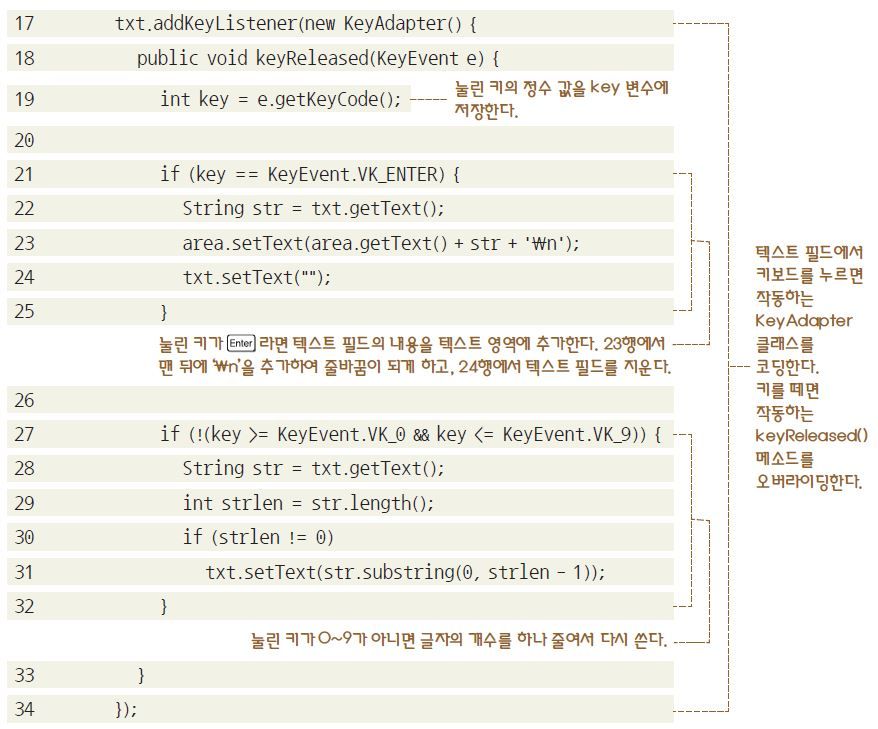 17 txt.addKeyListener(new KeyAdapter() {
18 public void keyReleased(KeyEvent e) {
19 int key = e.getKeyCode();
눌린 키의 정수 값을 key 변수에
저장한다.
20
21 if (key == KeyEvent.VK_ENTER) {
22 String str = txt.getText();
23 area.setText(area.getText() + str + '₩n');
24 txt.setText("");
25 }
눌린 키가 Enter 라면 텍스트 필드의 내용을 텍스트 영역에 추가한다. 23행에서
맨 뒤에 '₩n'을 추가하여 줄바꿈이 되게 하고, 24행에서 텍스트 필드를 지운다.
26
27 if (!(key >= KeyEvent.VK_0 && key <= KeyEvent.VK_9)) {
28 String str = txt.getText();
29 int strlen = str.length();
30 if (strlen != 0)
31 txt.setText(str.substring(0, strlen - 1));
32 }
눌린 키가 0~9가 아니면 글자의 개수를 하나 줄여서 다시 쓴다.
33 }
34 });
텍스트 필드에서
키보드를 누르면
작동하는
KeyAdapter
클래스를
코딩한다.
키를 떼면
작동하는
keyReleased()
메소드를
오버라이딩한다.